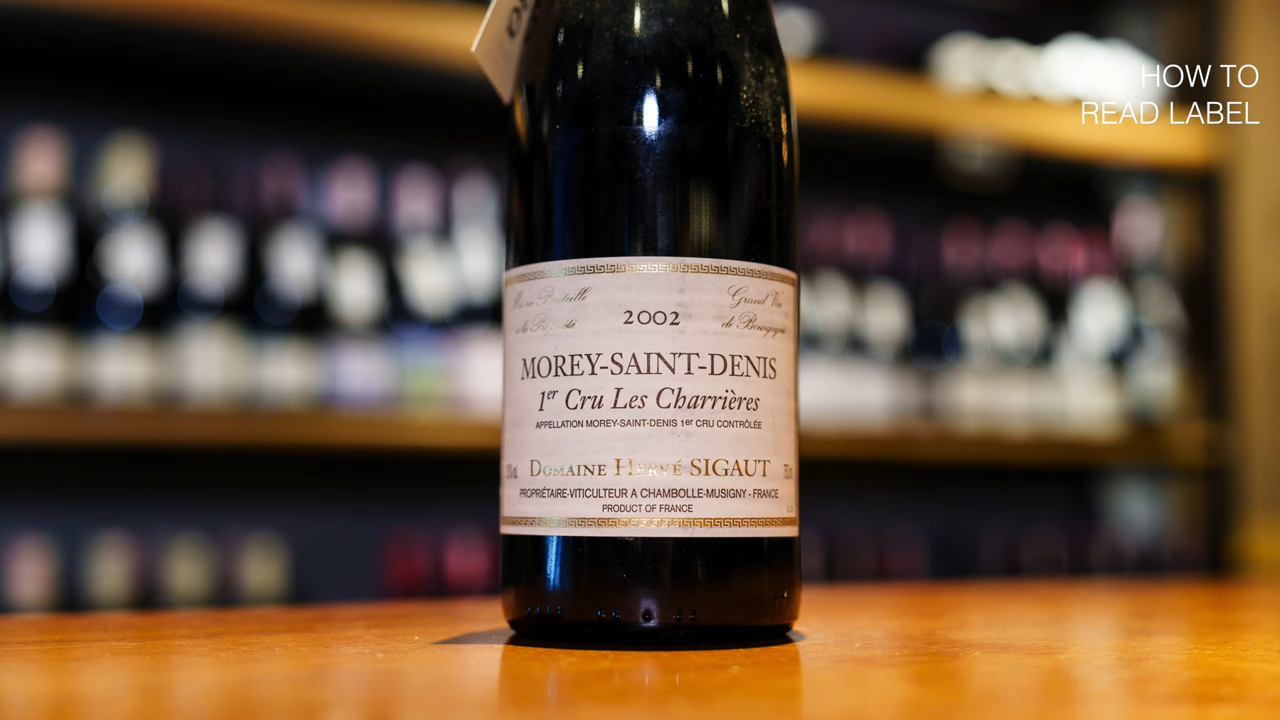 HOW TO
READ LABEL
Mis en Bouteille
à la Propriété
Grand Vin
de Bourgogne
2002
MOREY-SAINT-DENIS
1er Cru Les Charrières
APPELLATION MOREY-SAINT-DENIS 1er CRU CONTRÔLÉE
DOMAINE HERVÉ SIGAUT
PROPRIÉTAIRE-VITICULTEUR A CHAMBOLLE-MUSIGNY - FRANCE
PRODUCT OF FRANCE